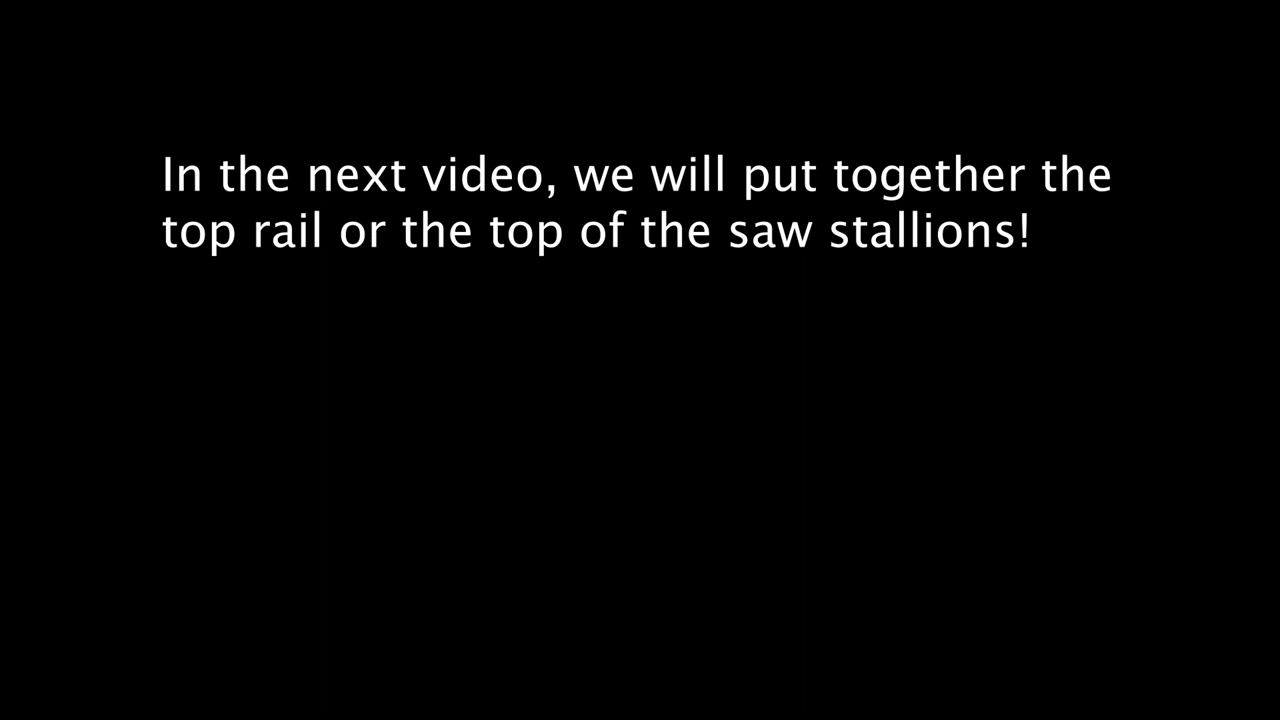 In the next video, we will put together the
top rail or the top of the saw stallions!